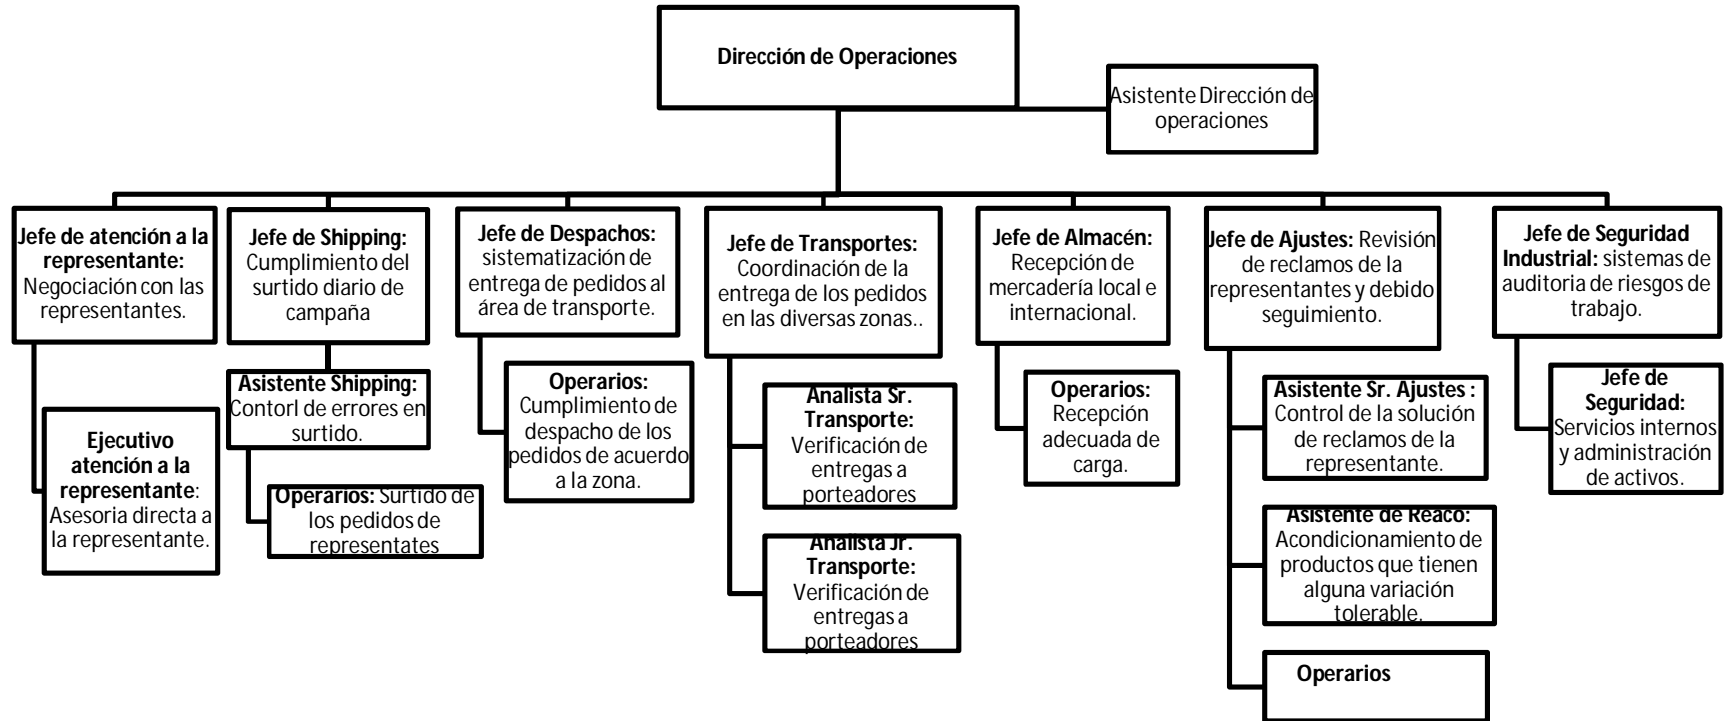 Dirección de Operaciones
Asistente Dirección de
operaciones
Jefe de atención a la
representante:
Negociación con las
representantes.
Ejecutivo
atención a la
representante:
Asesoria directa a
la representante.
Jefe de Shipping:
Cumplimiento del
surtido diario de
campaña
Asistente Shipping:
Contorl de errores en
surtido.
Operarios: Surtido de
los pedidos de
representates
Jefe de Despachos:
sistematización de
entrega de pedidos al
área de transporte.
Operarios:
Cumplimiento de
despacho de los
pedidos de acuerdo
a la zona.
Jefe de Transportes:
Coordinación de la
entrega de los pedidos
en las diversas zonas..
Analista Sr.
Transporte:
Verificación de
entregas a
porteadores
Analista Jr.
Transporte:
Verificación de
entregas a
porteadores
Jefe de Almacén:
Recepción de
mercadería local e
internacional.
Operarios:
Recepción
adecuada de
carga.
Jefe de Ajustes: Revisión
de reclamos de la
representantes y debido
seguimiento.
Asistente Sr. Ajustes :
Control de la solución
de reclamos de la
representante.
Asistente de Reaco:
Acondicionamiento de
productos que tienen
alguna variación
tolerable.
Operarios
Jefe de Seguridad
Industrial: sistemas de
auditoria de riesgos de
trabajo.
Jefe de
Seguridad:
Servicios internos
y administración
de activos.